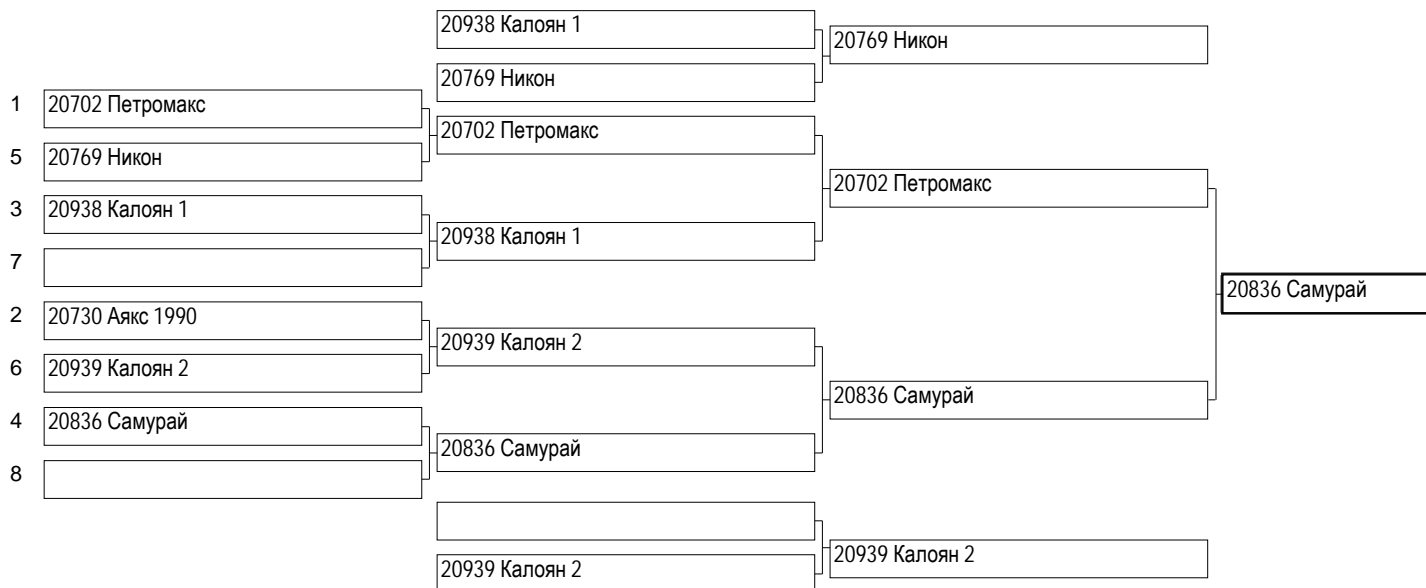 20938 Калоян 1
20769 Никон
20769 Никон
1 20702 Петромакс
20702 Петромакс
5 20769 Никон
20702 Петромакс
3 20938 Калоян 1
20938 Калоян 1
7
20836 Самурай
2 20730 Аякс 1990
20939 Калоян 2
6 20939 Калоян 2
20836 Самурай
4 20836 Самурай
20836 Самурай
8
20939 Калоян 2
20939 Калоян 2